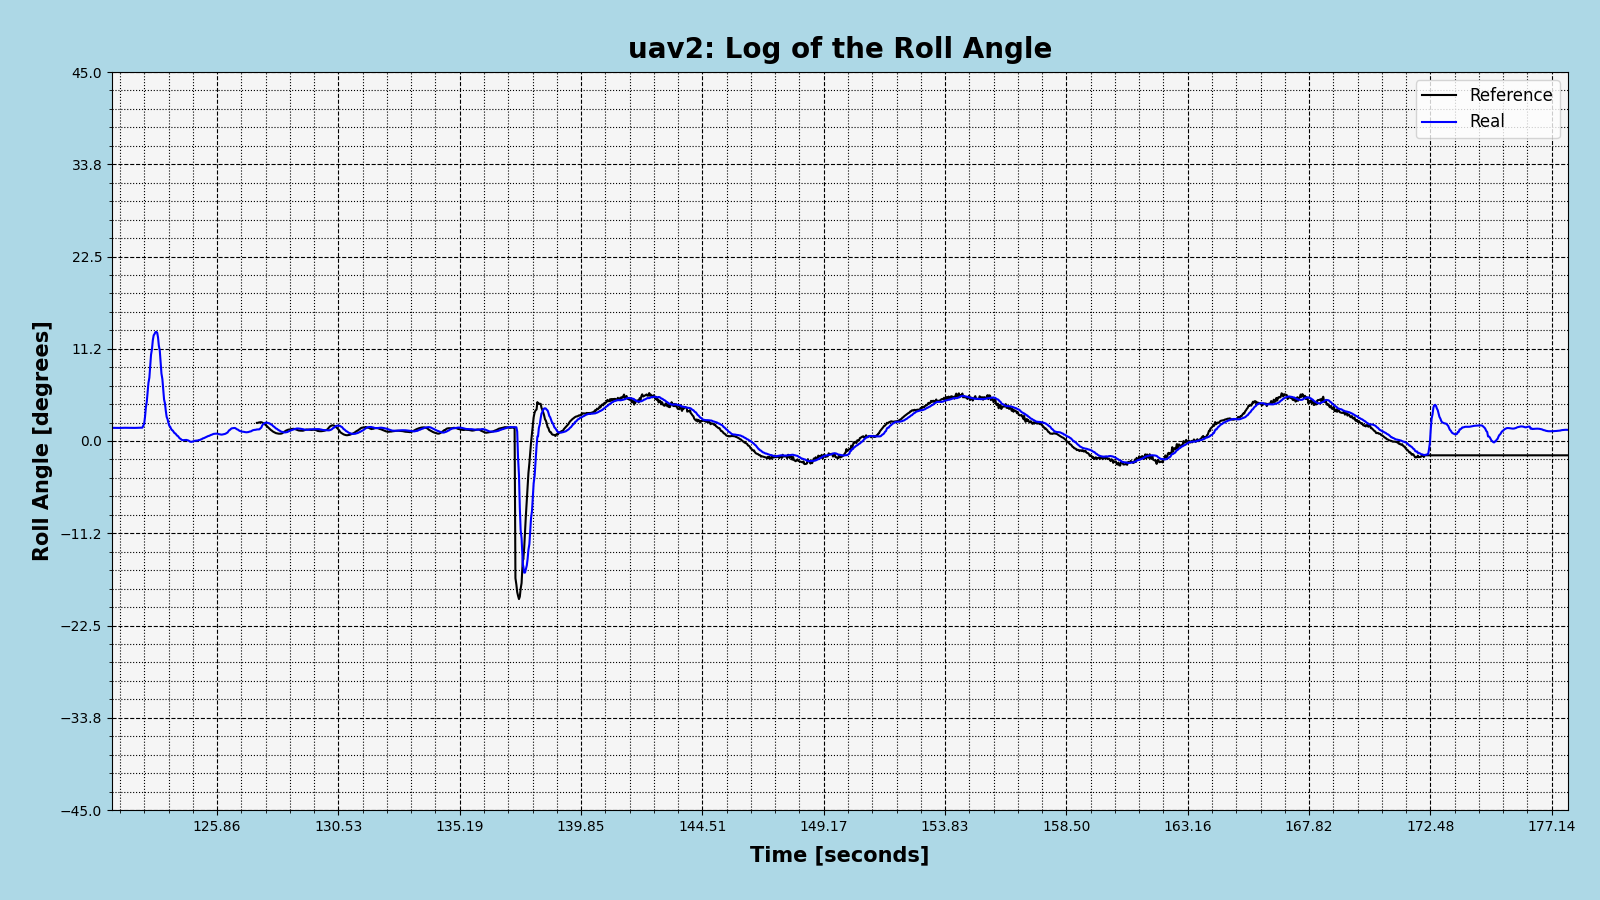 uav2: Log of the Roll Angle
Reference
Real
Roll Angle [degrees]
45.0
33.8
22.5
11.2
0.0
−11.2
−22.5
−33.8
−45.0
125.86 130.53 135.19 139.85 144.51 149.17 153.83 158.50 163.16 167.82 172.48 177.14
Time [seconds]